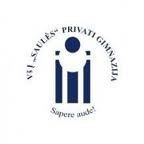 VšĮ „SAULĖS" PRIVATI GIMNAZIJA
Sapere aude!